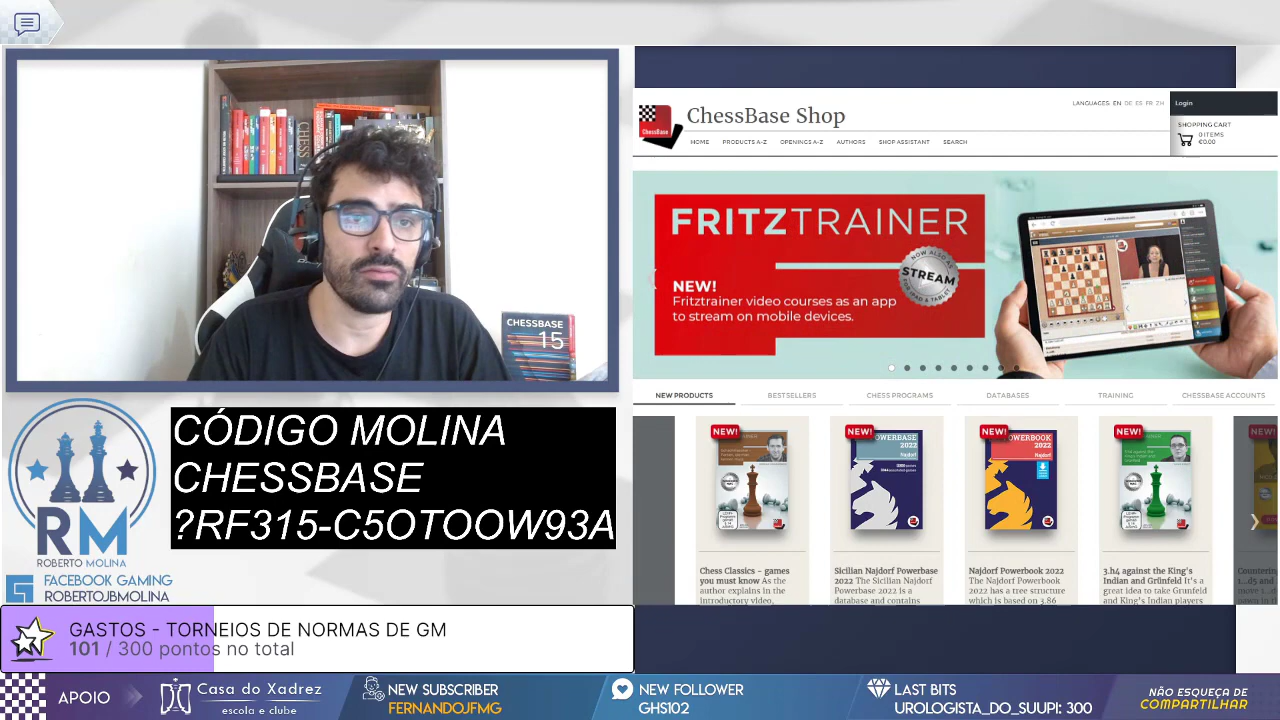 CHESS
CHESSBASE
15
CÓDIGO MOLINA
CHESSBASE
?RF315-C5OTOOW93A
RM
ROBERTO MOLINA
FACEBOOK GAMING
ROBERTOJBMOLINA
GASTOS - TORNEIOS DE NORMAS DE GM
101 / 300 pontos no total
LANGUAGES: EN DE ES FR ZH
Login
ChessBase
ChessBase Shop
SHOPPING CART
0 ITEMS
€0.00
HOME PRODUCTS A-Z OPENINGS A-Z AUTHORS SHOP ASSISTANT SEARCH
FRITZTRAINER
NOW ALSO AS
STREAM
FOR IPAD & TABLET
NEW!
Fritztrainer video courses as an app
to stream on mobile devices.
NEW PRODUCTS BESTSELLERS CHESS PROGRAMS DATABASES TRAINING CHESSBASE ACCOUNTS
NEW! NEW! NEW! NEW!
POWERBASE
2022
Najdorf
POWERBOOK
2022
Najdorf
Chess Classics - games
you must know As the
author explains in the
introductory video,
Sicilian Najdorf Powerbase
2022 The Sicilian Najdorf
Powerbase 2022 is a
database and contains
Najdorf Powerbook 2022
The Najdorf Powerbook
2022 has a tree structure
which is based on 3.86
3.h4 against the King's
Indian and Grünfeld It's a
great idea to take Grunfeld
and King's Indian players
APOIO
Casa do Xadrez
escola e clube
NEW SUBSCRIBER
FERNANDOJFMG
NEW FOLLOWER
GHS102
LAST BITS
UROLOGISTA_DO_SUUPI: 300
NÃO ESQUEÇA DE
COMPARTILHAR